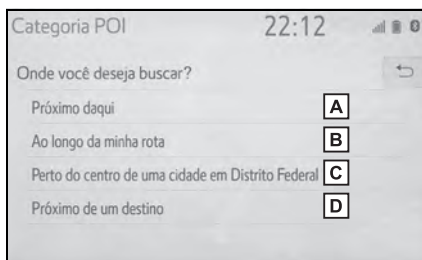 Categoria POI 22:12
Onde você deseja buscar?
Próximo daqui A
Ao longo da minha rota B
Perto do centro de uma cidade em Distrito Federal C
Próximo de um destino D